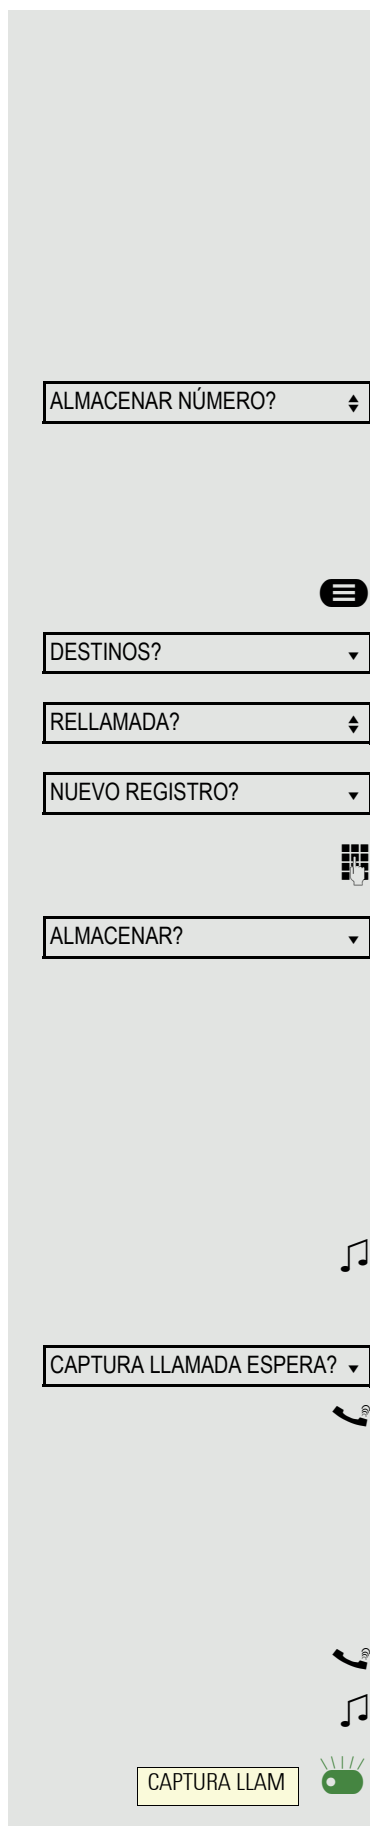 ALMACENAR NÚMERO?
DESTINOS?
RELLAMADA?
NUEVO REGISTRO?
ALMACENAR?
CAPTURA LLAMADA ESPERA?
CAPTURA LLAM